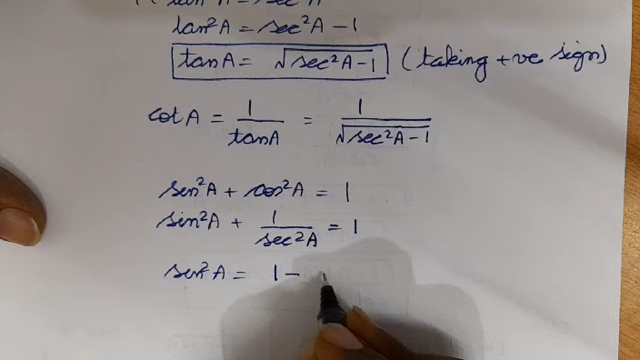 tan²A = sec²A − 1
tanA = √sec²A−1 (taking +ve sign)
cotA = 1/tanA = 1/√sec²A−1
sin²A + cos²A = 1
sin²A + 1/sec²A = 1
sin²A = 1 −